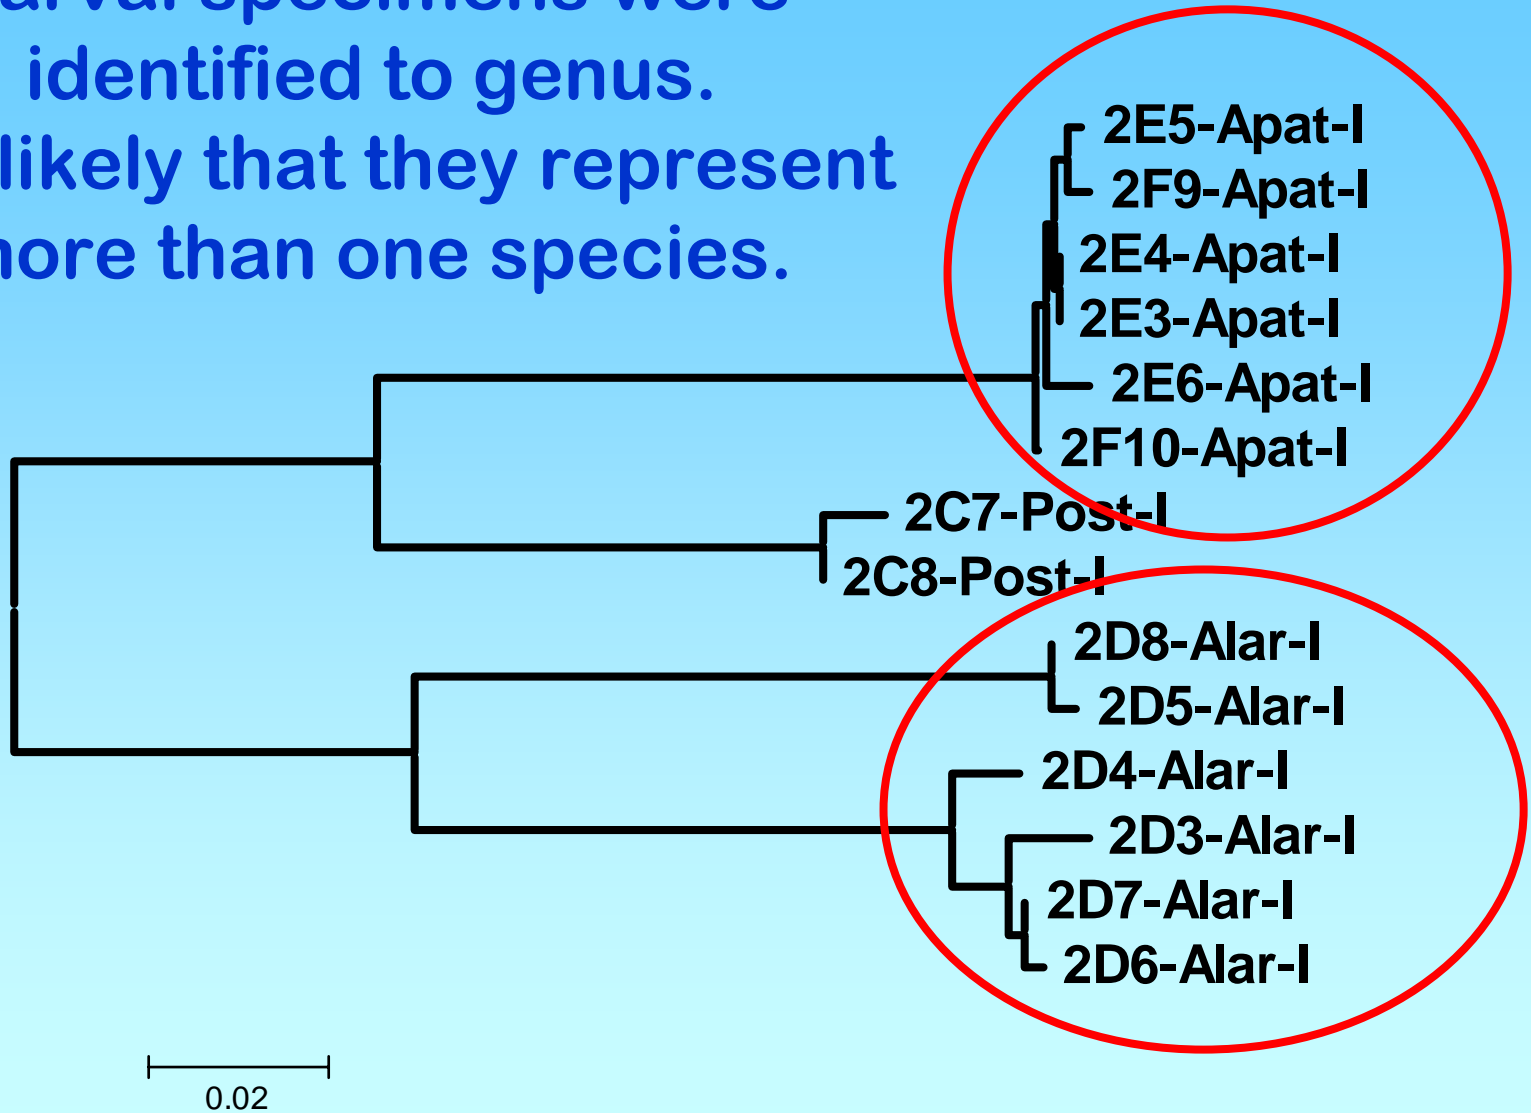 specimens were
identified to genus.
likely that they represent
than one species.
2E5-Apat-I
2F9-Apat-I
2E4-Apat-I
2E3-Apat-I
2E6-Apat-I
2F10-Apat-I
2C7-Post-I
2C8-Post-I
2D8-Alar-I
2D5-Alar-I
2D4-Alar-I
2D3-Alar-I
2D7-Alar-I
2D6-Alar-I
0.02